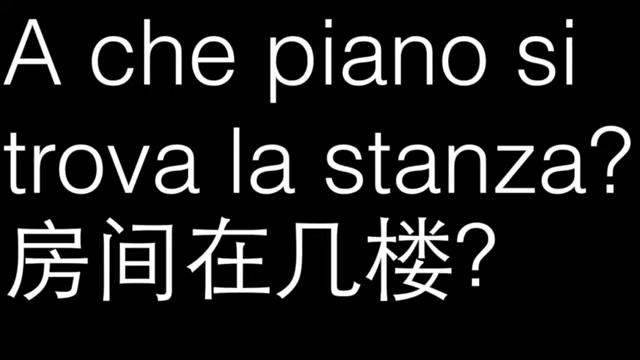 A che piano si
trova la stanza?
房间在几楼?